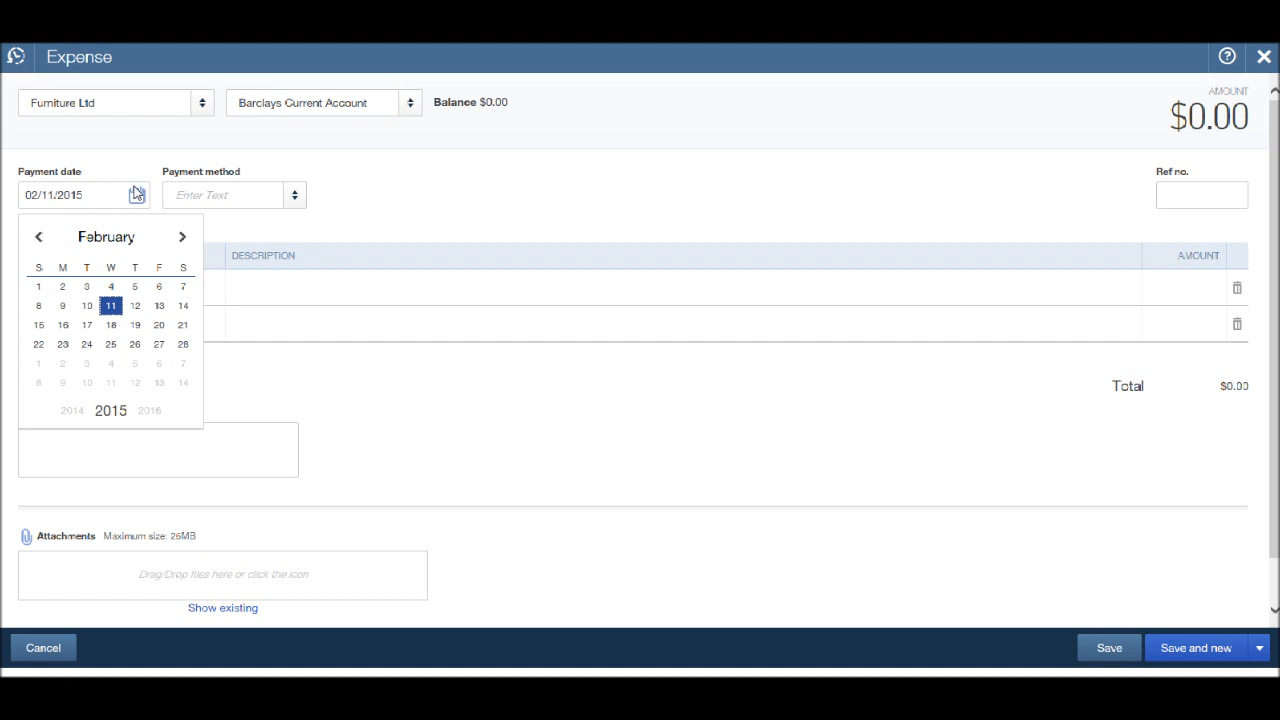 Expense
Furniture Ltd
Barclays Current Account
Balance $0.00
AMOUNT
$0.00
Payment date
Payment method
Ref no.
02/11/2015
Enter Text
February
S M T W T F S
1 2 3 4 5 6 7
8 9 10 11 12 13 14
15 16 17 18 19 20 21
22 23 24 25 26 27 28
1 2 3 4 5 6 7
8 9 10 11 12 13 14
2014 2015 2016
DESCRIPTION
AMOUNT
Total
$0.00
Attachments Maximum size: 25MB
Drag/Drop files here or click the icon
Show existing
Cancel
Save
Save and new